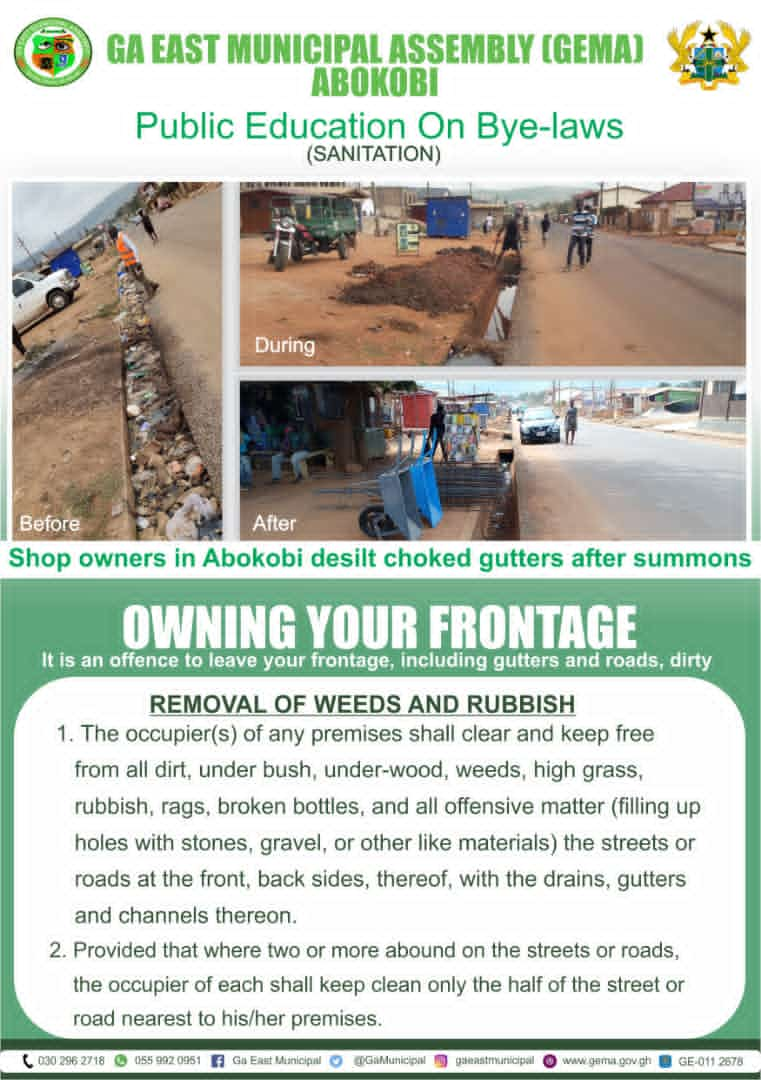 GA EAST MUNICIPAL ASSEMBLY (GEMA)
ABOKOBI
Public Education On Bye-laws
(SANITATION)
Before
During
After
Shop owners in Abokobi desilt choked gutters after summons
OWNING YOUR FRONTAGE
It is an offence to leave your frontage, including gutters and roads, dirty
REMOVAL OF WEEDS AND RUBBISH
1. The occupier(s) of any premises shall clear and keep free
from all dirt, under bush, under-wood, weeds, high grass,
rubbish, rags, broken bottles, and all offensive matter (filling up
holes with stones, gravel, or other like materials) the streets or
roads at the front, back sides, thereof, with the drains, gutters
and channels thereon.
2. Provided that where two or more abound on the streets or roads,
the occupier of each shall keep clean only the half of the street or
road nearest to his/her premises.
030 296 2718 055 992 0951 Ga East Municipal @GaMunicipal gaeastmunicipal www.gema.gov.gh GE-011 2678